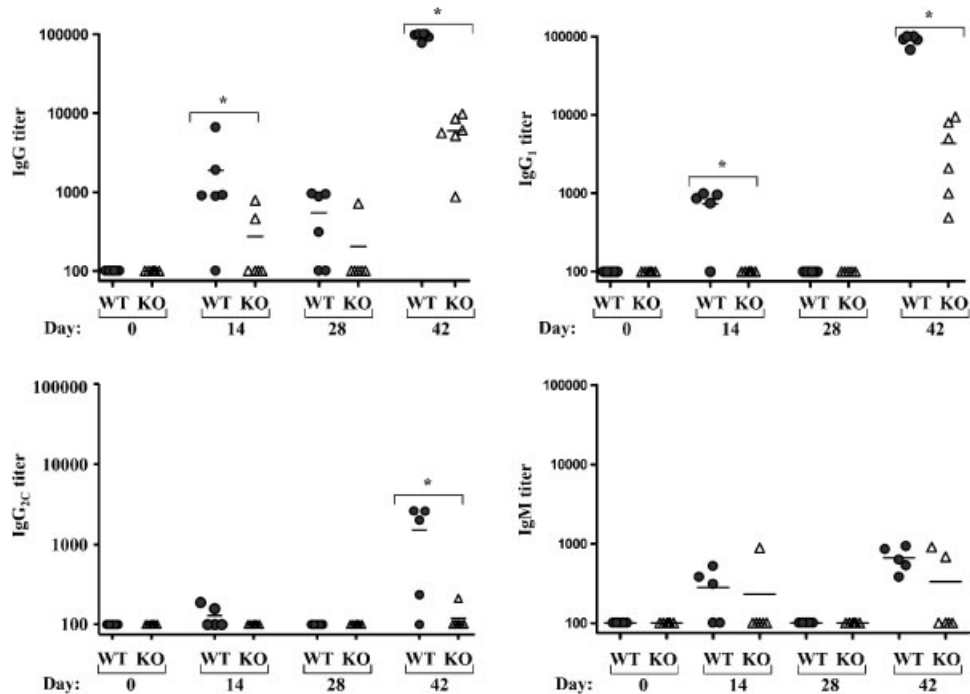 *
100000
*
10000
IgG titer
1000
100
WT KO WT KO WT KO WT KO
Day: 0 14 28 42
*
100000
10000
IgG1 titer
*
1000
100
WT KO WT KO WT KO WT KO
Day: 0 14 28 42
100000
10000
IgG2C titer
*
1000
100
WT KO WT KO WT KO WT KO
Day: 0 14 28 42
100000
10000
IgM titer
1000
100
WT KO WT KO WT KO WT KO
Day: 0 14 28 42